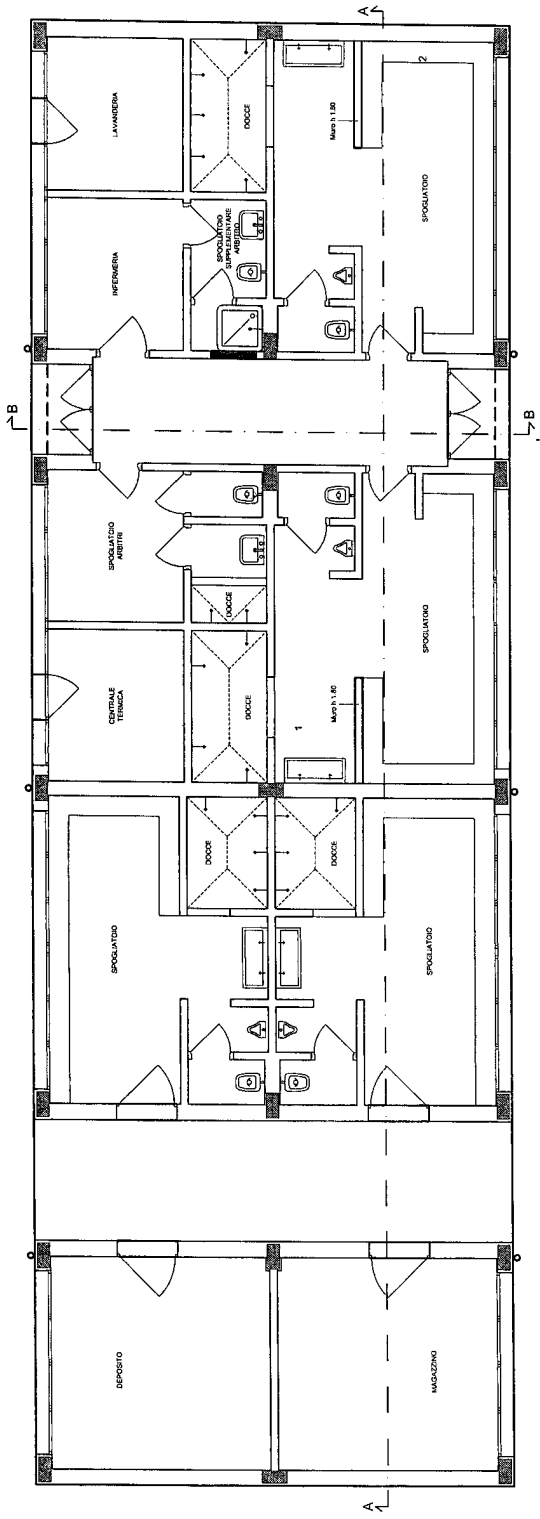 A
A
B
B
LAVANDERIA
INFERMERIA
DOCCE
SPOGLIATOIO
SUPPLEMENTARE
ARBITRO
Muro h 1.80
2
SPOGLIATOIO
SPOGLIATOIO
ARBITRI
CENTRALE
TERMICA
DOCCE
DOCCE
1
Muro h 1.80
SPOGLIATOIO
SPOGLIATOIO
DOCCE
DOCCE
SPOGLIATOIO
DEPOSITO
MAGAZZINO